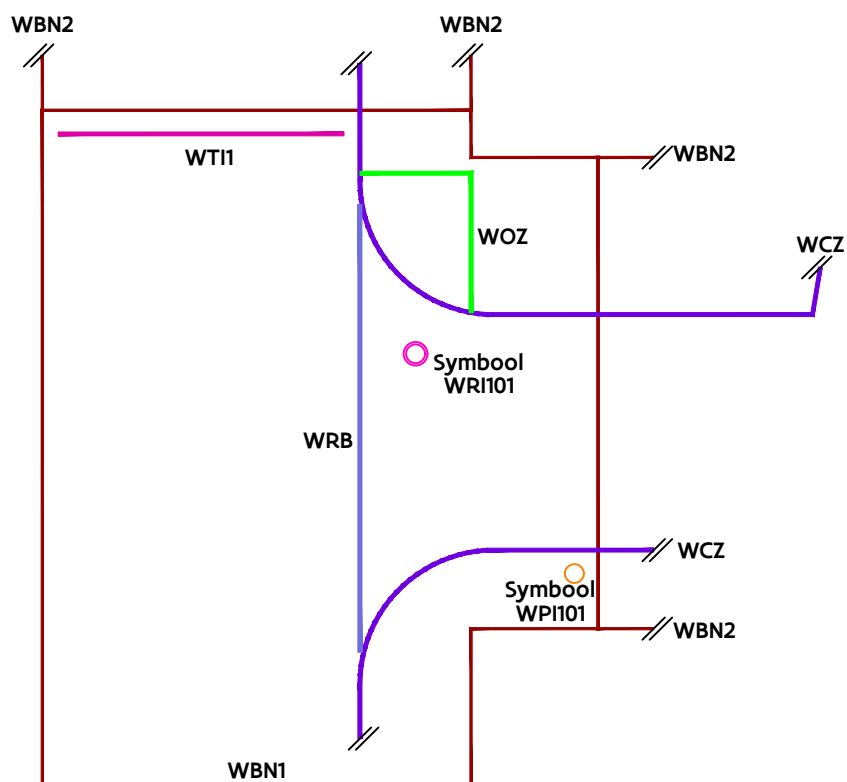 WBN2
WBN2
WTI1
WBN2
WOZ
WCZ
Symbool
WRI101
WRB
WCZ
Symbool
WPI101
WBN2
WBN1